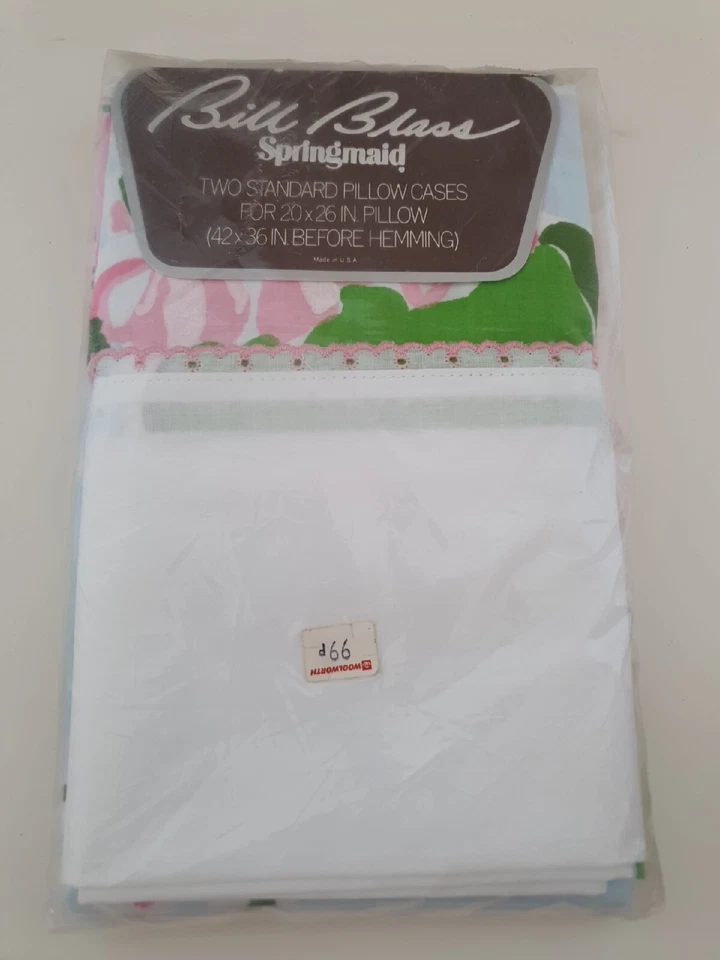 Bill Blass
Springmaid
TWO STANDARD PILLOW CASES
FOR 20 x 26 IN. PILLOW
(42 x 36 IN. BEFORE HEMMING)
Made in U.S.A
WOOLWORTH
99p